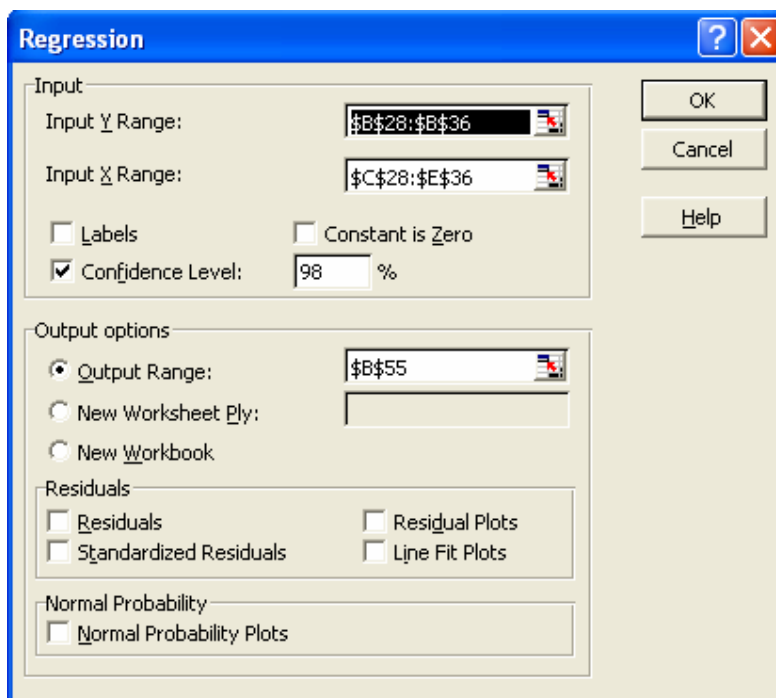 Regression
Input
Input Y Range: $B$28:$B$36
Input X Range: $C$28:$E$36
Labels Constant is Zero
Confidence Level: 98 %
OK
Cancel
Help
Output options
Output Range: $B$55
New Worksheet Ply:
New Workbook
Residuals
Residuals Residual Plots
Standardized Residuals Line Fit Plots
Normal Probability
Normal Probability Plots